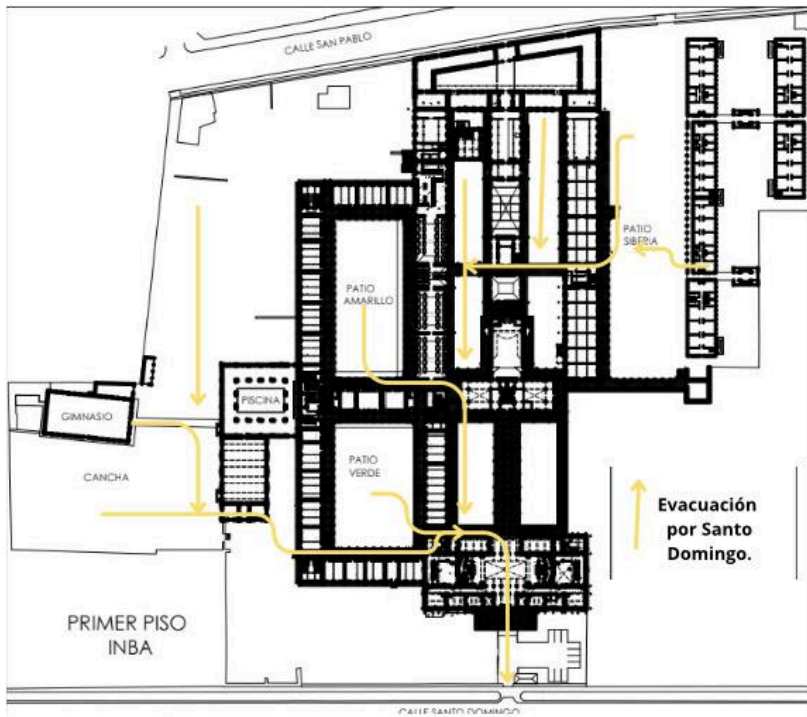 CALLE SAN PABLO
PATIO
SIBERIA
PATIO
AMARILLO
PISCINA
GIMNASIO
CANCHA
PATIO
VERDE
Evacuación
por Santo
Domingo.
PRIMER PISO
INBA
CALLE SANTO DOMINGO